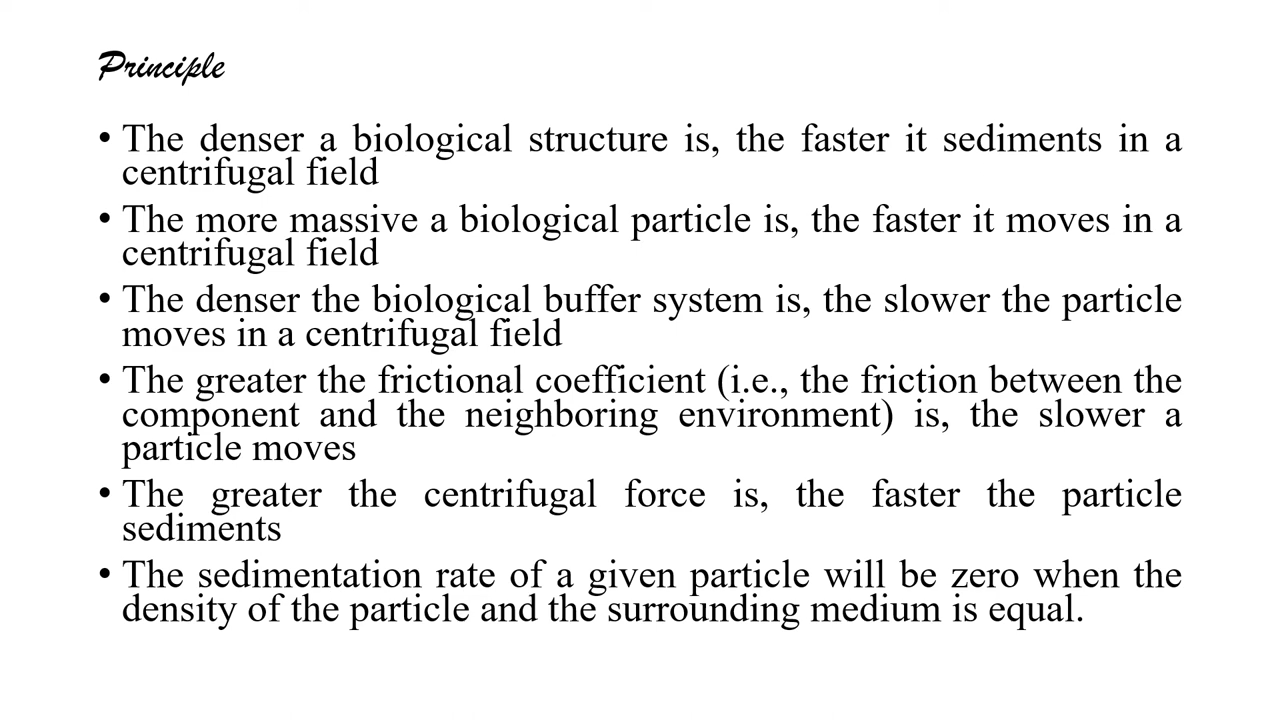 Principle
• The denser a biological structure is, the faster it sediments in a
centrifugal field
• The more massive a biological particle is, the faster it moves in a
centrifugal field
• The denser the biological buffer system is, the slower the particle
moves in a centrifugal field
• The greater the frictional coefficient (i.e., the friction between the
component and the neighboring environment) is, the slower a
particle moves
• The greater the centrifugal force is, the faster the particle
sediments
• The sedimentation rate of a given particle will be zero when the
density of the particle and the surrounding medium is equal.